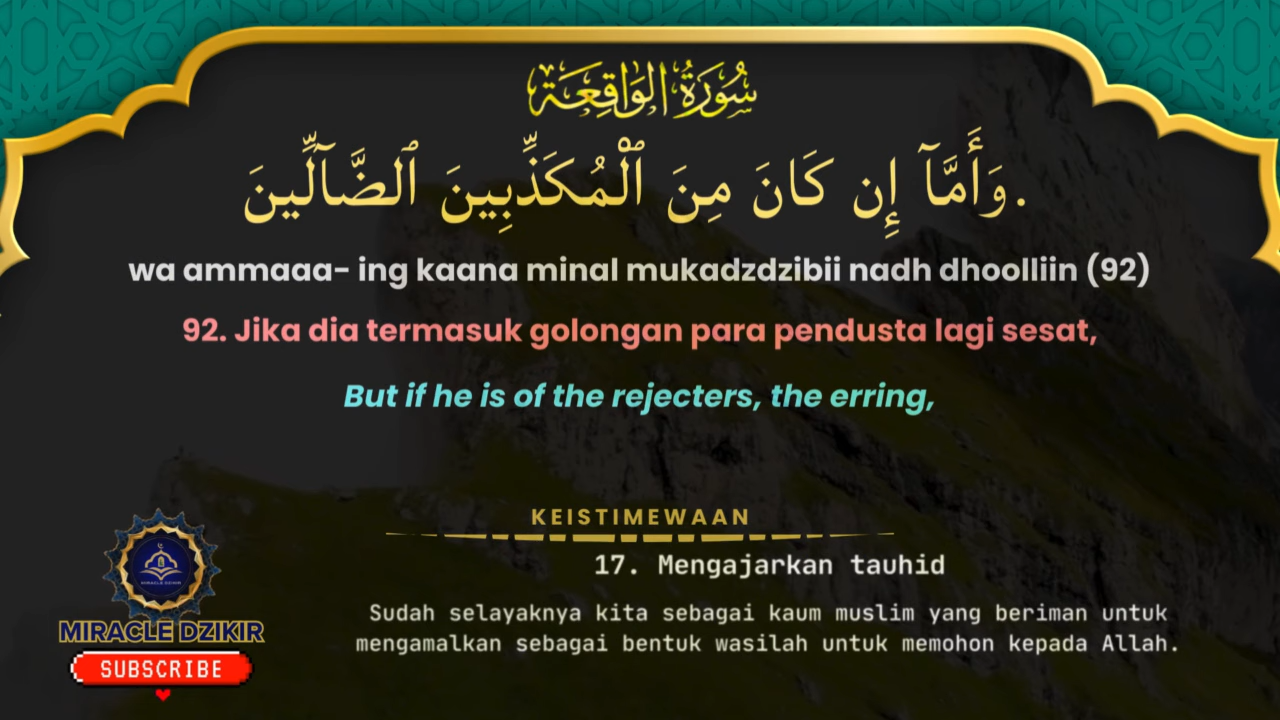 سُورَةُ الوَاقِعَة
وَأَمَّآ إِن كَانَ مِنَ ٱلْمُكَذِّبِينَ ٱلضَّآلِّينَ.
wa ammaaa- ing kaana minal mukadzdzibii nadh dhoolliin (92)
92. Jika dia termasuk golongan para pendusta lagi sesat,
But if he is of the rejecters, the erring,
KEISTIMEWAAN
17. Mengajarkan tauhid
Sudah selayaknya kita sebagai kaum muslim yang beriman untuk
mengamalkan sebagai bentuk wasilah untuk memohon kepada Allah.
MIRACLE DZIKIR
MIRACLE DZIKIR
SUBSCRIBE